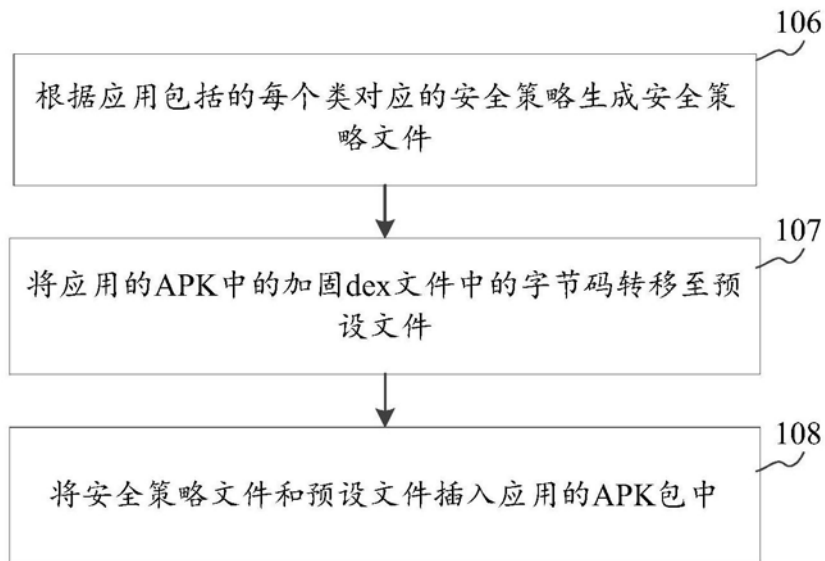 106
根据应用包括的每个类对应的安全策略生成安全策
略文件
107
将应用的APK中的加固dex文件中的字节码转移至预
设文件
108
将安全策略文件和预设文件插入应用的APK包中